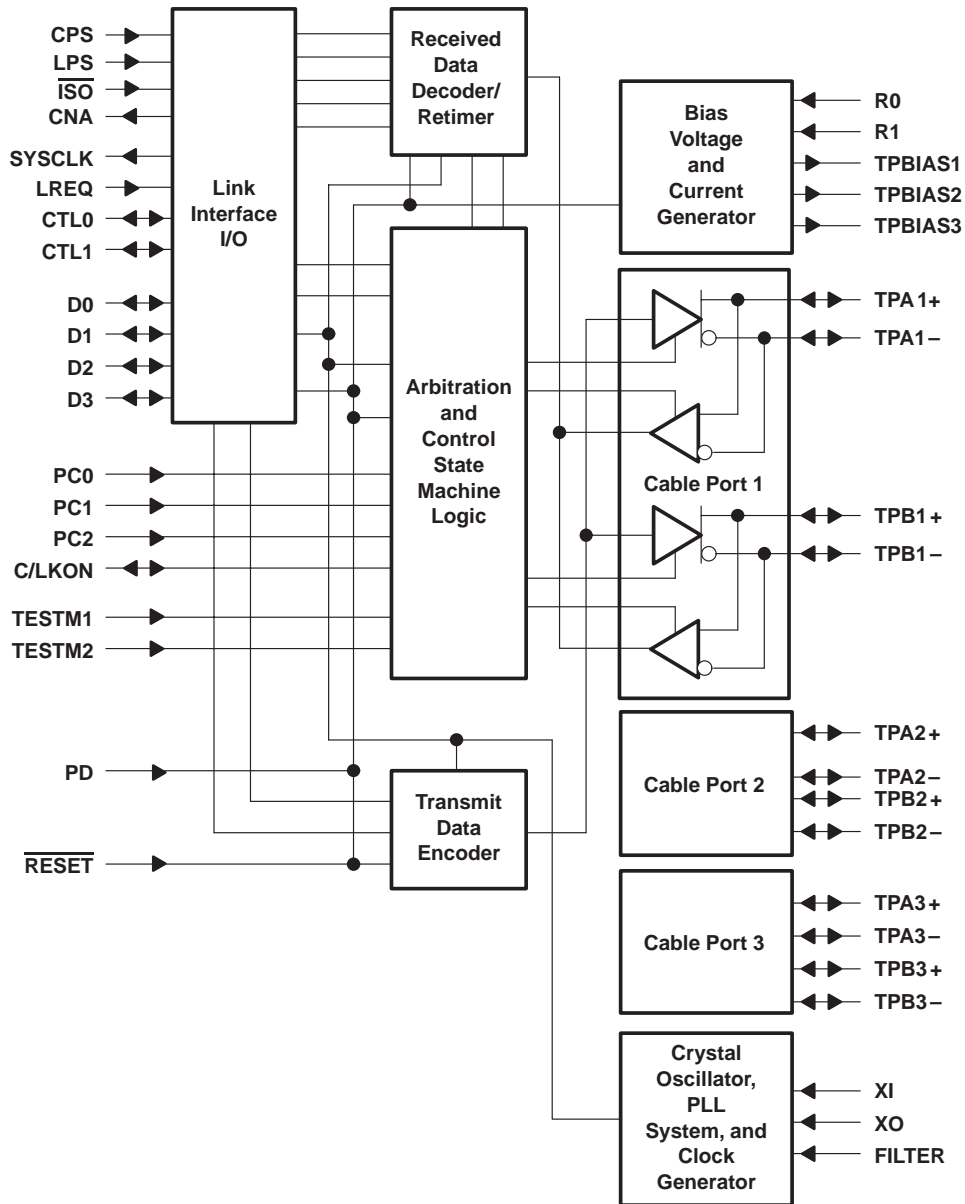 CPS
LPS
ISO
CNA
SYSCLK
LREQ
CTL0
CTL1
D0
D1
D2
D3
PC0
PC1
PC2
C/LKON
TESTM1
TESTM2
PD
RESET
Link
Interface
I/O
Received
Data
Decoder/
Retimer
Arbitration
and
Control
State
Machine
Logic
Transmit
Data
Encoder
Bias
Voltage
and
Current
Generator
Cable Port 1
Cable Port 2
Cable Port 3
Crystal
Oscillator,
PLL
System, and
Clock
Generator
R0
R1
TPBIAS1
TPBIAS2
TPBIAS3
TPA1+
TPA1−
TPB1+
TPB1−
TPA2+
TPA2−
TPB2+
TPB2−
TPA3+
TPA3−
TPB3+
TPB3−
XI
XO
FILTER